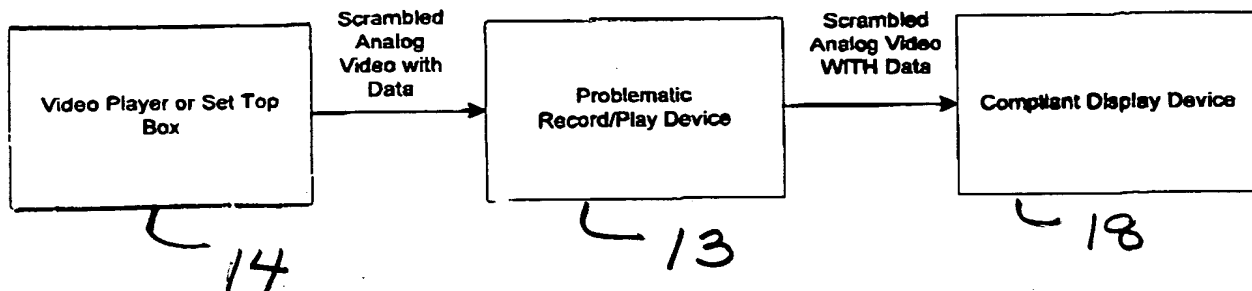 Scrambled
Analog
Video with
Data
Scrambled
Analog Video
WITH Data
Video Player or Set Top
Box
Problematic
Record/Play Device
Compliant Display Device
14
13
18